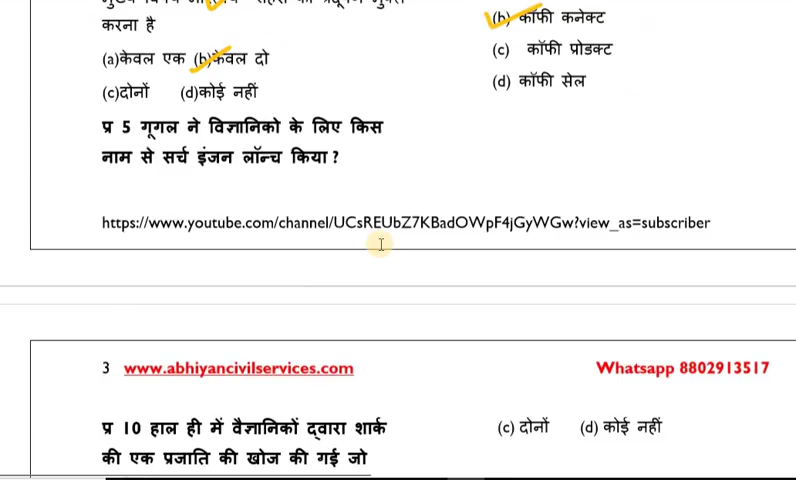 करना है
(a)केवल एक (b)केवल दो
(c)दोनों (d)कोई नहीं
प्र 5 गूगल ने विज्ञानिको के लिए किस
नाम से सर्च इंजन लॉन्च किया?
(b) कॉफी कनेक्ट
(c) कॉफी प्रोडक्ट
(d) कॉफी सेल
https://www.youtube.com/channel/UCsREUbZ7KBadOWpF4jGyWGw?view_as=subscriber
3 www.abhiyancivilservices.com
Whatsapp 8802913517
प्र 10 हाल ही में वैज्ञानिकों द्वारा शार्क
की एक प्रजाति की खोज की गई जो
(c) दोनों (d) कोई नहीं